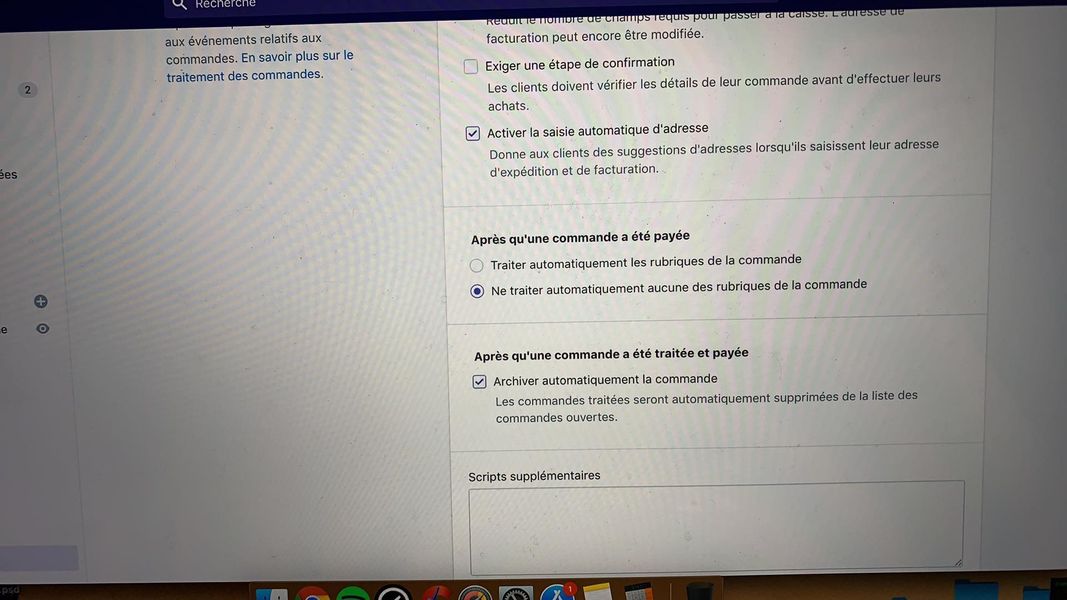 Recherche
aux événements relatifs aux
commandes. En savoir plus sur le
traitement des commandes.
2
ées
e
Réduit le nombre de champs requis pour passer à la caisse. L'adresse de
facturation peut encore être modifiée.
Exiger une étape de confirmation
Les clients doivent vérifier les détails de leur commande avant d'effectuer leurs
achats.
Activer la saisie automatique d'adresse
Donne aux clients des suggestions d'adresses lorsqu'ils saisissent leur adresse
d'expédition et de facturation.
Après qu'une commande a été payée
Traiter automatiquement les rubriques de la commande
Ne traiter automatiquement aucune des rubriques de la commande
Après qu'une commande a été traitée et payée
Archiver automatiquement la commande
Les commandes traitées seront automatiquement supprimées de la liste des
commandes ouvertes.
Scripts supplémentaires
.psd
1